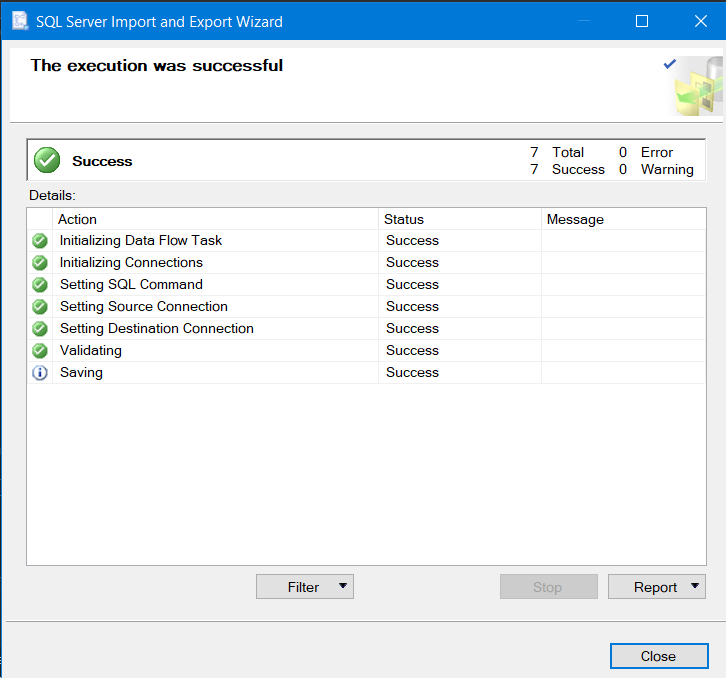 SQL Server Import and Export Wizard
The execution was successful
Success
7 Total 0 Error
7 Success 0 Warning
Details:
Action Status Message
Initializing Data Flow Task Success
Initializing Connections Success
Setting SQL Command Success
Setting Source Connection Success
Setting Destination Connection Success
Validating Success
Saving Success
Filter Stop Report
Close